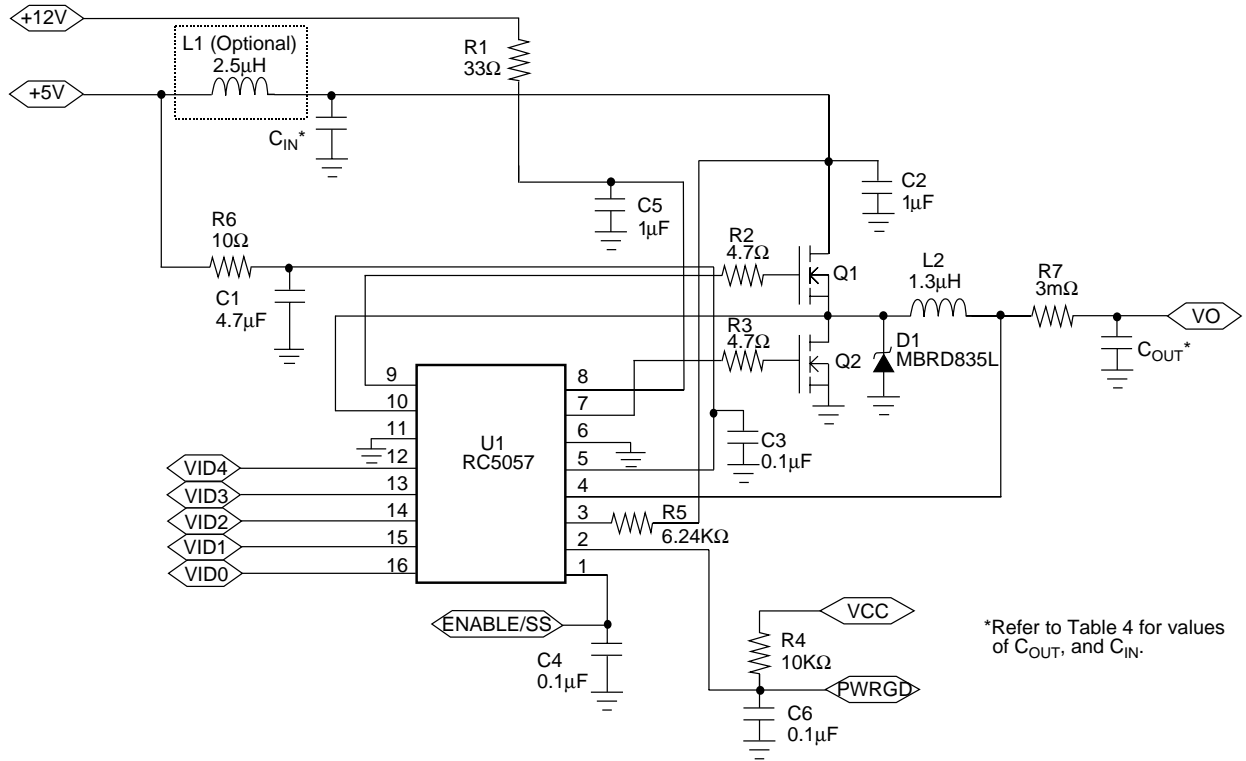 +12V
L1 (Optional)
2.5µH
R1
33Ω
+5V
C_IN*
C2
1µF
C5
1µF
R6
10Ω
R2
4.7Ω
Q1
L2
1.3µH
R7
3mΩ
VO
C1
4.7µF
R3
4.7Ω
Q2
D1
MBRD835L
C_OUT*
9
10
11
12
13
14
15
16
U1
RC5057
8
7
6
5
4
3
2
1
C3
0.1µF
VID4
VID3
VID2
VID1
VID0
R5
6.24KΩ
ENABLE/SS
C4
0.1µF
VCC
R4
10KΩ
PWRGD
C6
0.1µF
*Refer to Table 4 for values
of C_OUT, and C_IN.